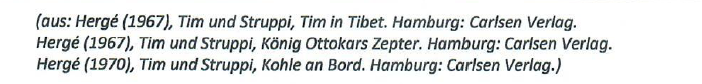 (aus: Hergé (1967), Tim und Struppi, Tim in Tibet. Hamburg: Carlsen Verlag.
Hergé (1967), Tim und Struppi, König Ottokars Zepter. Hamburg: Carlsen Verlag.
Hergé (1970), Tim und Struppi, Kohle an Bord. Hamburg: Carlsen Verlag.)